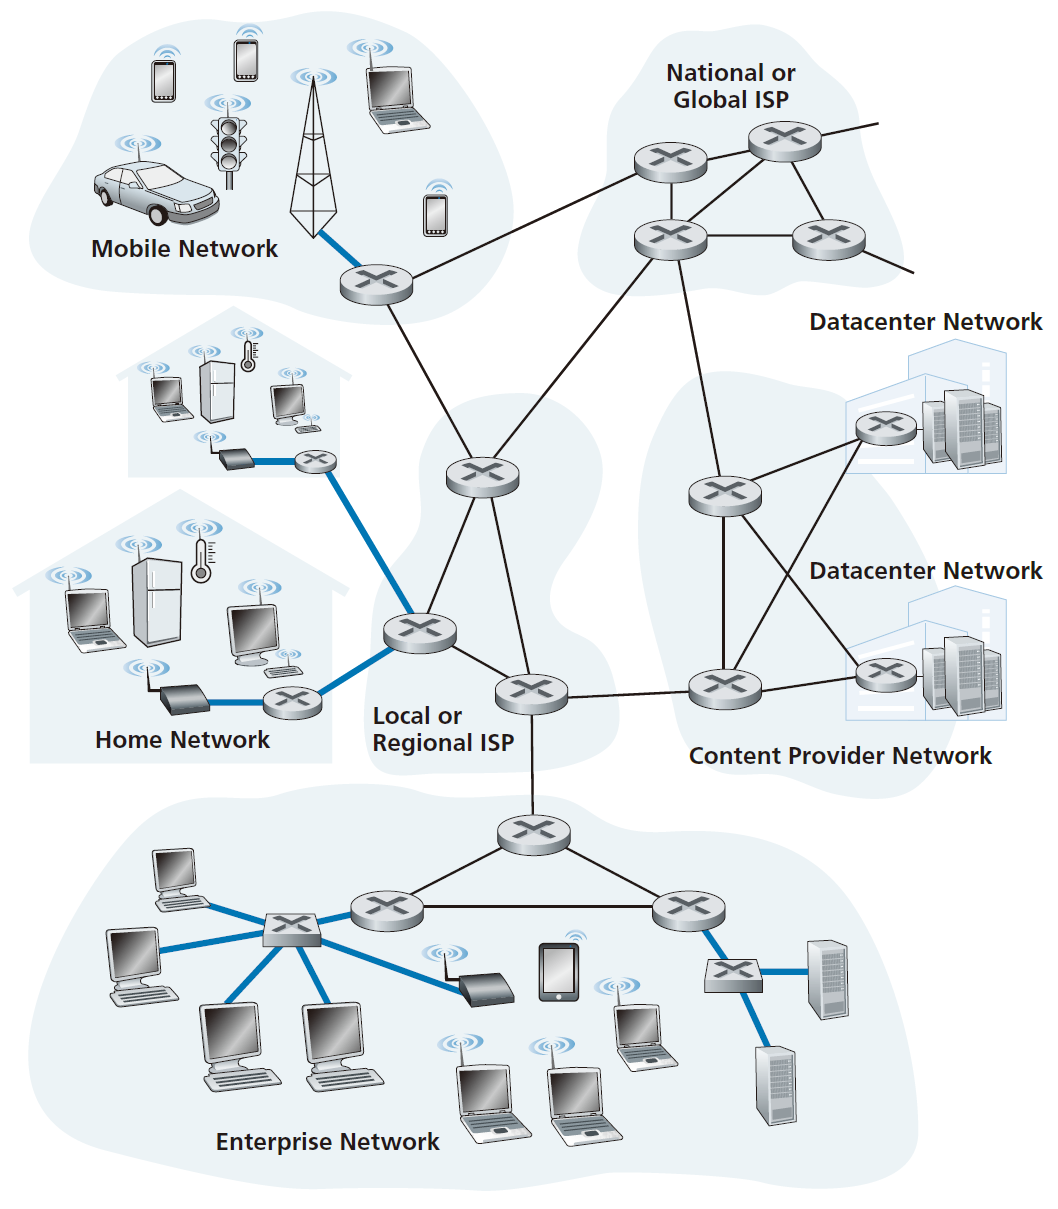 National or
Global ISP
Mobile Network
Datacenter Network
Datacenter Network
Local or
Regional ISP
Home Network
Content Provider Network
Enterprise Network